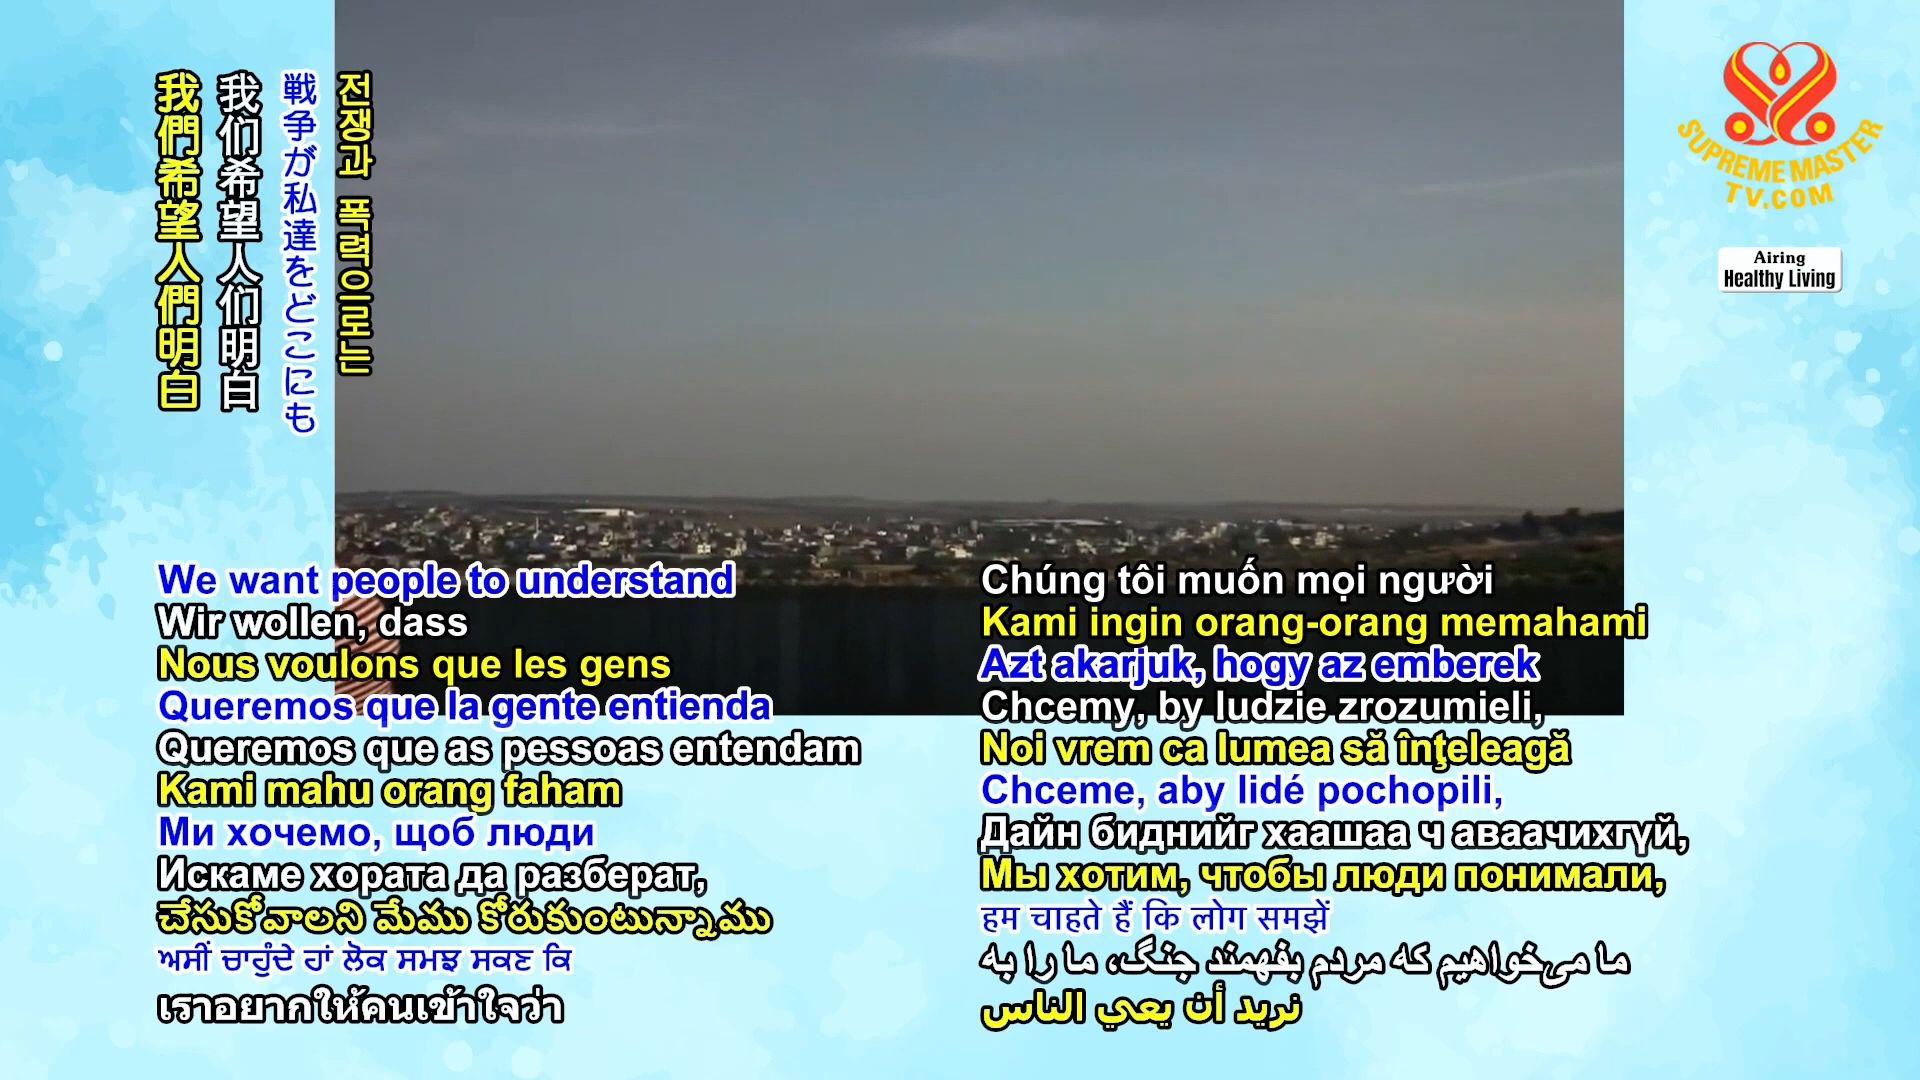 我們希望人們明白
我们希望人们明白
戦争が私達をどこにも
전쟁과 폭력으로는
SUPREME MASTER
TV.COM
Airing
Healthy Living
We want people to understand
Wir wollen, dass
Nous voulons que les gens
Queremos que la gente entienda
Queremos que as pessoas entendam
Kami mahu orang faham
Ми хочемо, щоб люди
Искаме хората да разберат,
చేసుకోవాలని మేము కోరుకుంటున్నాము
ਅਸੀਂ ਚਾਹੁੰਦੇ ਹਾਂ ਲੋਕ ਸਮਝ ਸਕਣ ਕਿ
เราอยากให้คนเข้าใจว่า
Chúng tôi muốn mọi người
Kami ingin orang-orang memahami
Azt akarjuk, hogy az emberek
Chcemy, by ludzie zrozumieli,
Noi vrem ca lumea să înţeleagă
Chceme, aby lidé pochopili,
Дайн биднийг хаашаа ч аваачихгүй,
Мы хотим, чтобы люди понимали,
हम चाहते हैं कि लोग समझें
ما می‌خواهیم که مردم بفهمند جنگ، ما را به
نريد أن يعي الناس